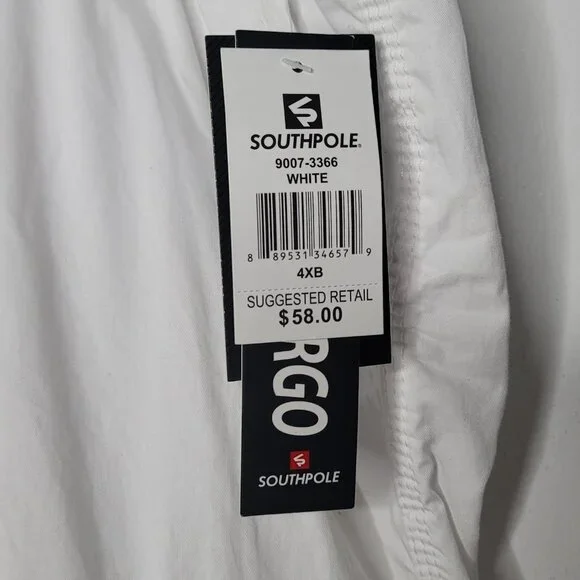 SOUTHPOLE®
9007-3366
WHITE
8 89531 34657 9
4XB
SUGGESTED RETAIL
$58.00
RGO
SOUTHPOLE